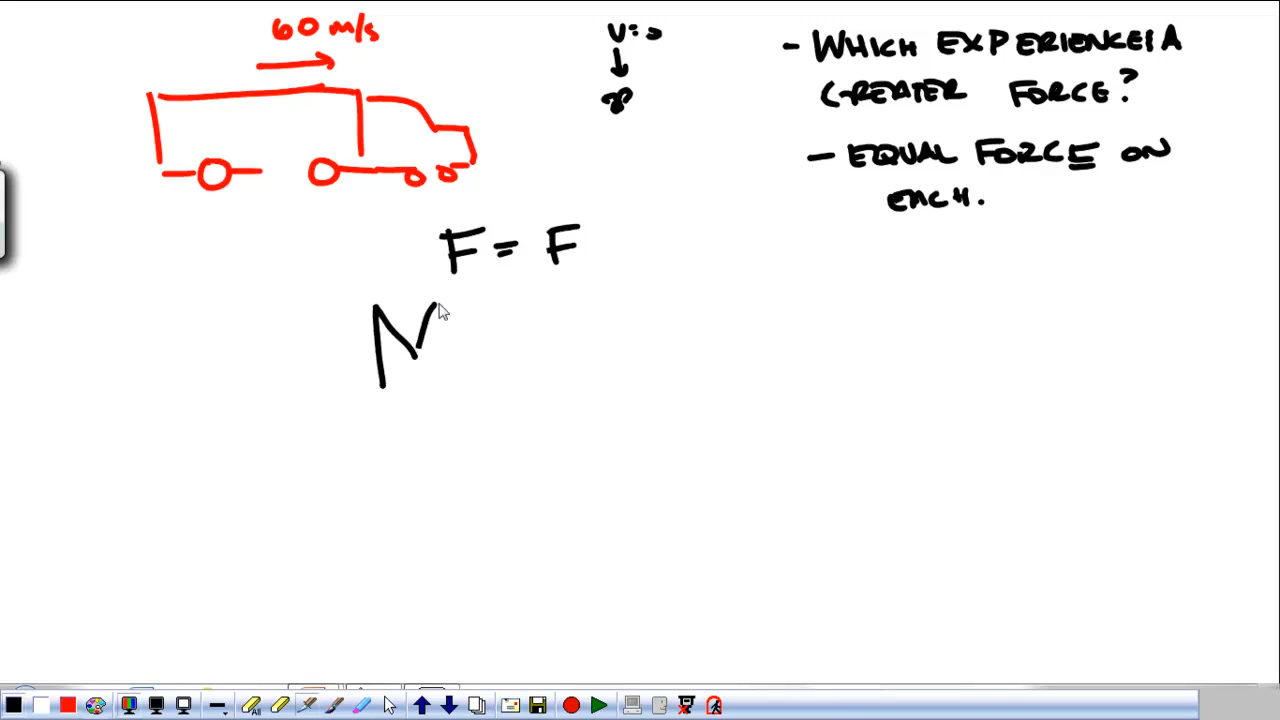 60 m/s
V=0
- WHICH EXPERIENCES A
GREATER FORCE?
- EQUAL FORCE ON
EACH.
F = F